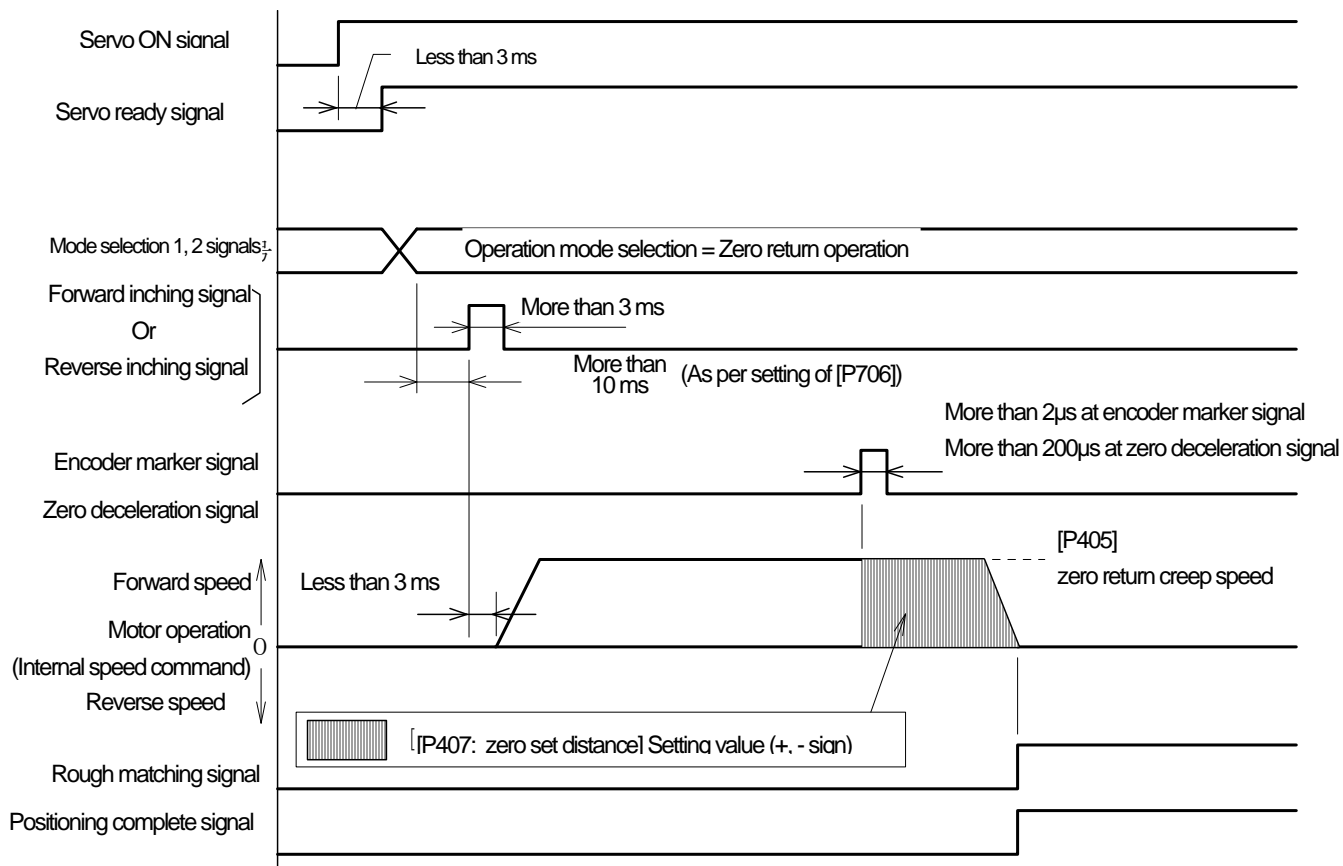 Servo ON signal
Less than 3 ms
Servo ready signal
Mode selection 1, 2 signals
Operation mode selection = Zero return operation
Forward inching signal
More than 3 ms
Or
Reverse inching signal
More than
10 ms
(As per setting of [P706])
More than 2μs at encoder marker signal
Encoder marker signal
More than 200μs at zero deceleration signal
Zero deceleration signal
[P405]
zero return creep speed
Forward speed
Less than 3 ms
Motor operation
0
(Internal speed command)
Reverse speed
[P407: zero set distance] Setting value (+, - sign)
Rough matching signal
Positioning complete signal